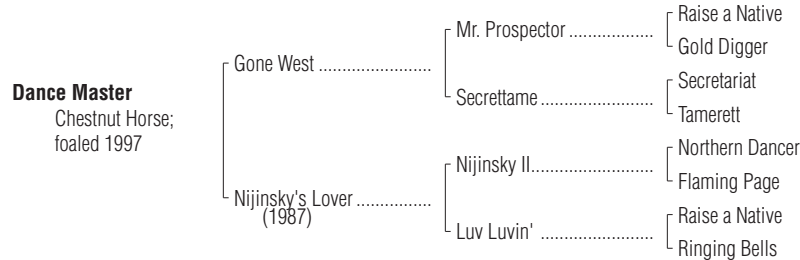 Dance Master
Chestnut Horse;
foaled 1997
Gone West ........................
Nijinsky's Lover ................
(1987)
Mr. Prospector ..................
Secrettame ........................
Nijinsky II..........................
Luv Luvin' ........................
Raise a Native
Gold Digger
Secretariat
Tamerett
Northern Dancer
Flaming Page
Raise a Native
Ringing Bells